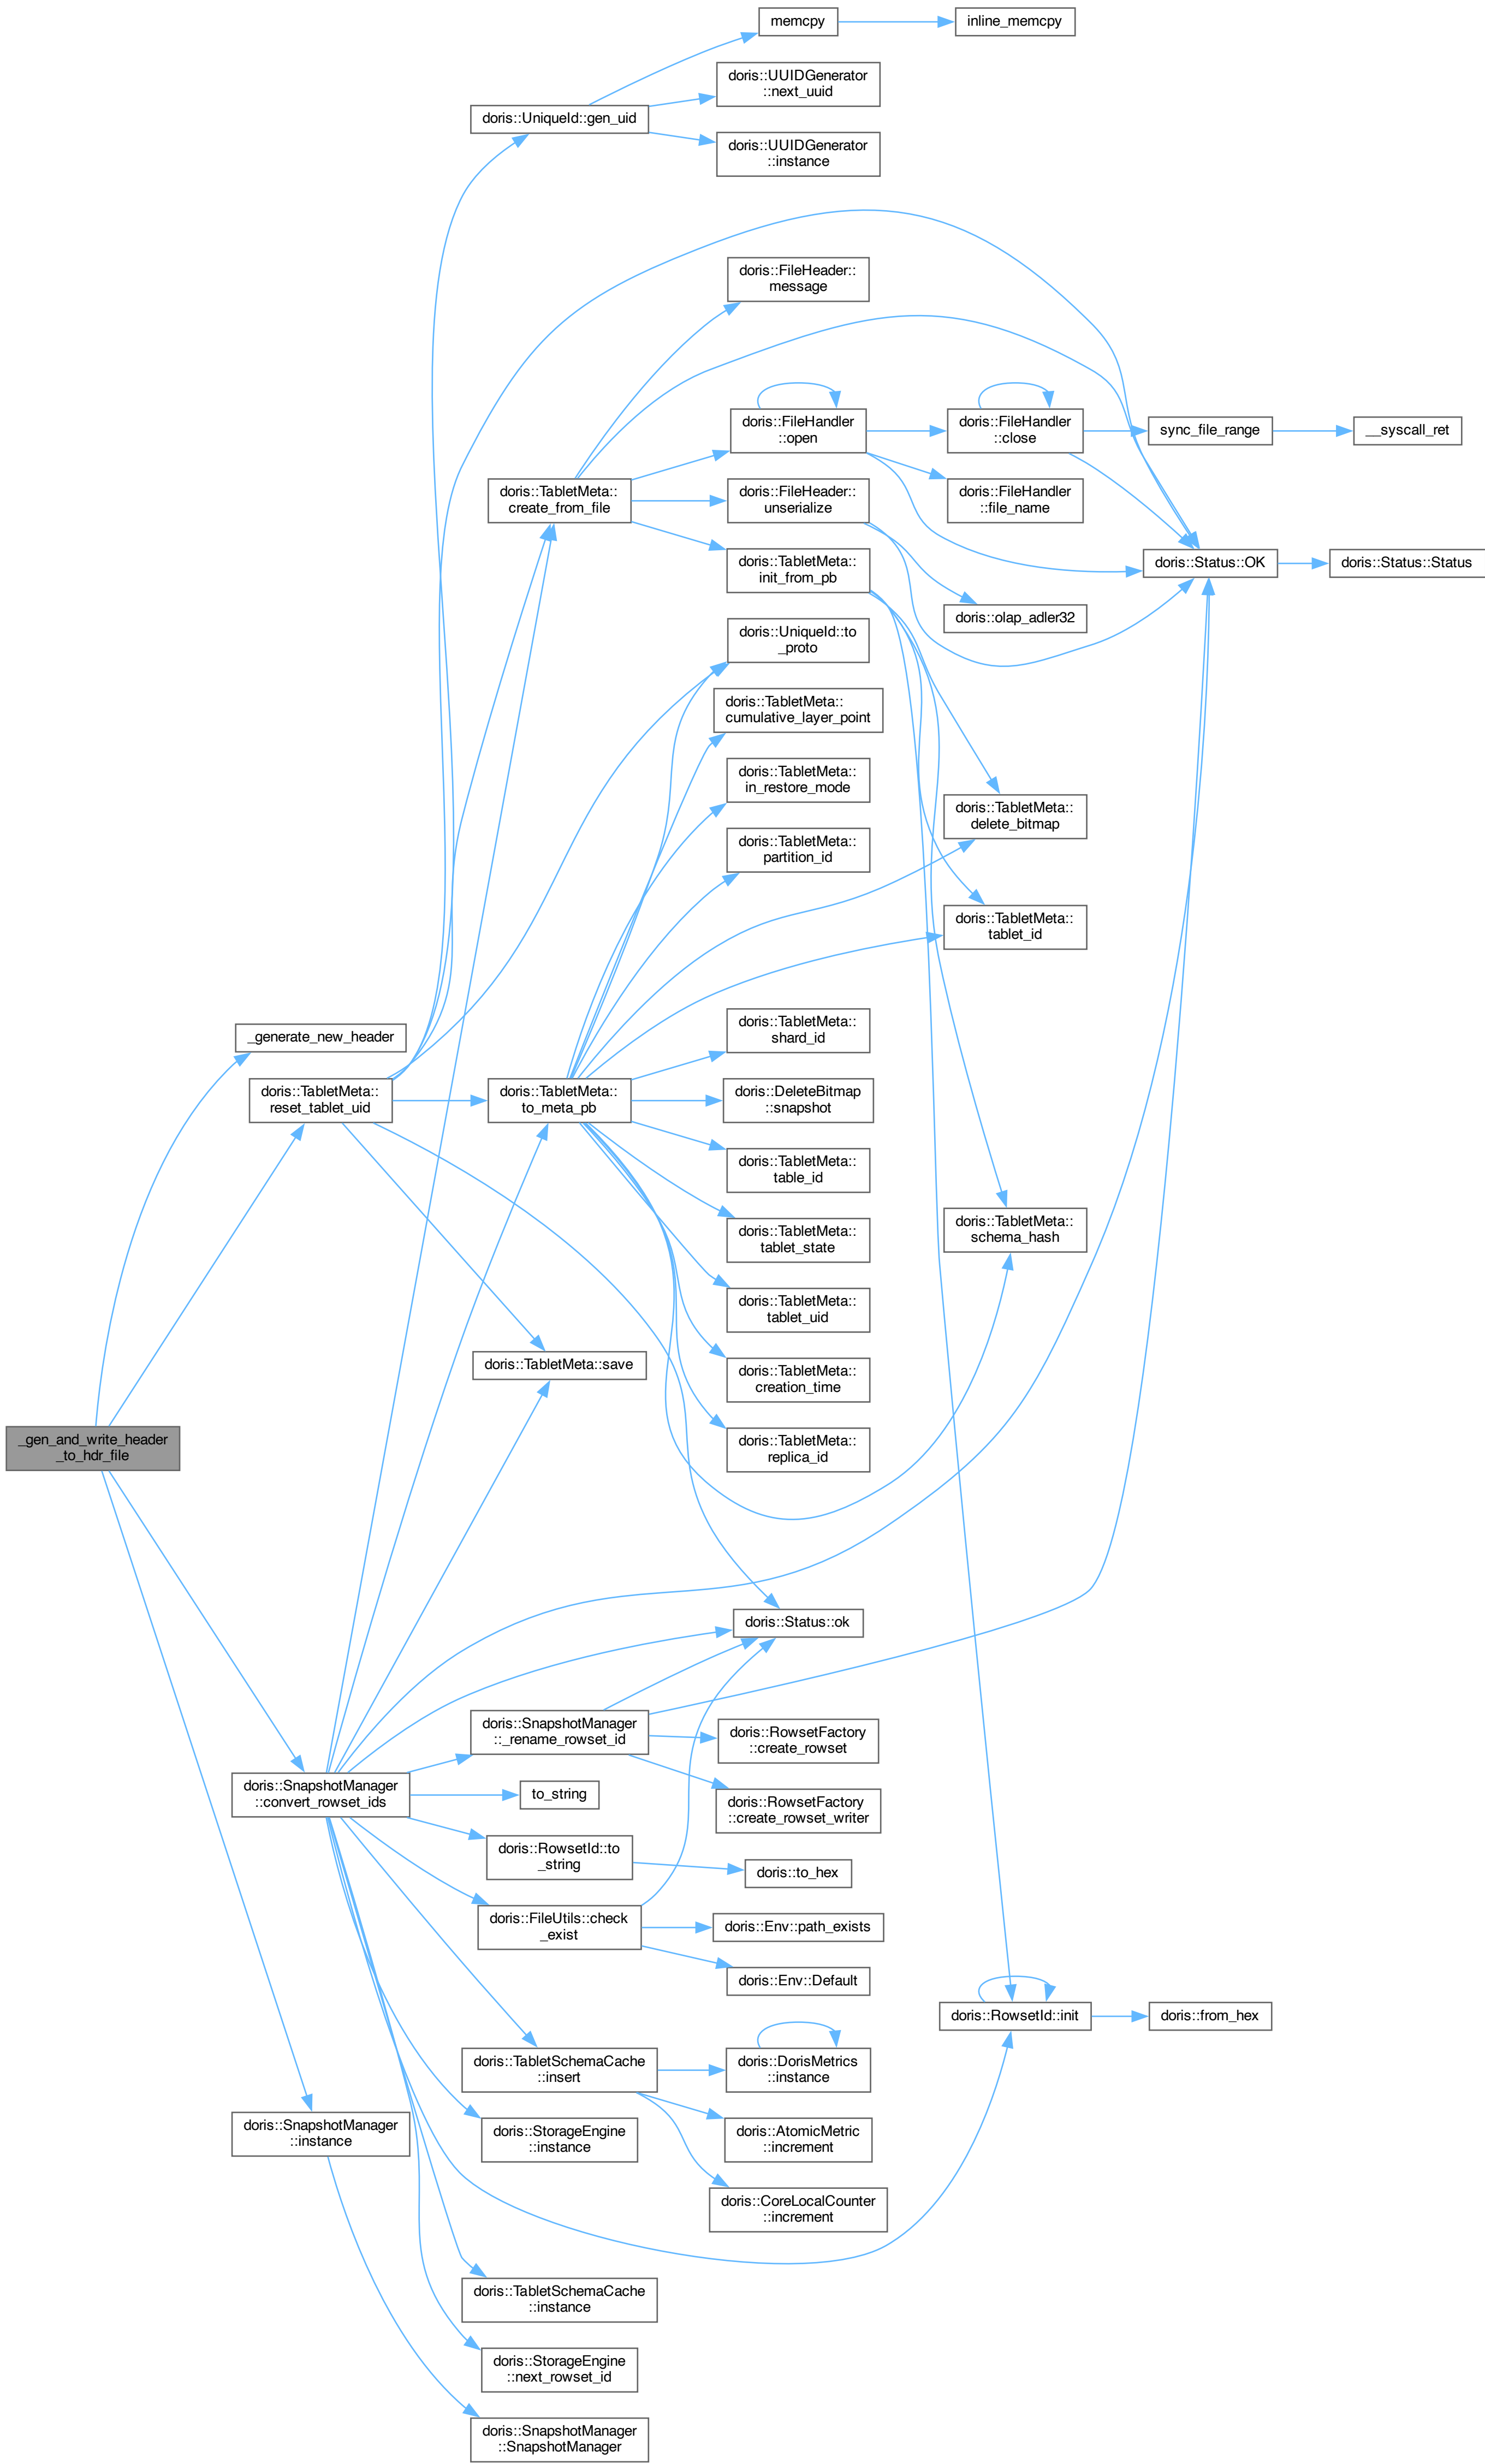 memcpy
inline_memcpy
doris::UUIDGenerator
::next_uuid
doris::UniqueId::gen_uid
doris::UUIDGenerator
::instance
doris::FileHeader::
message
doris::FileHandler
::open
doris::FileHandler
::close
sync_file_range
__syscall_ret
doris::TabletMeta::
create_from_file
doris::FileHeader::
unserialize
doris::FileHandler
::file_name
doris::TabletMeta::
init_from_pb
doris::Status::OK
doris::Status::Status
doris::olap_adler32
doris::UniqueId::to
_proto
doris::TabletMeta::
cumulative_layer_point
doris::TabletMeta::
in_restore_mode
doris::TabletMeta::
delete_bitmap
doris::TabletMeta::
partition_id
doris::TabletMeta::
tablet_id
_generate_new_header
doris::TabletMeta::
shard_id
doris::TabletMeta::
reset_tablet_uid
doris::TabletMeta::
to_meta_pb
doris::DeleteBitmap
::snapshot
doris::TabletMeta::
table_id
doris::TabletMeta::
schema_hash
doris::TabletMeta::
tablet_state
doris::TabletMeta::
tablet_uid
doris::TabletMeta::save
doris::TabletMeta::
creation_time
_gen_and_write_header
_to_hdr_file
doris::TabletMeta::
replica_id
doris::Status::ok
doris::SnapshotManager
::_rename_rowset_id
doris::RowsetFactory
::create_rowset
doris::SnapshotManager
::convert_rowset_ids
to_string
doris::RowsetFactory
::create_rowset_writer
doris::RowsetId::to
_string
doris::to_hex
doris::FileUtils::check
_exist
doris::Env::path_exists
doris::Env::Default
doris::RowsetId::init
doris::from_hex
doris::TabletSchemaCache
::insert
doris::DorisMetrics
::instance
doris::SnapshotManager
::instance
doris::StorageEngine
::instance
doris::AtomicMetric
::increment
doris::CoreLocalCounter
::increment
doris::TabletSchemaCache
::instance
doris::StorageEngine
::next_rowset_id
doris::SnapshotManager
::SnapshotManager